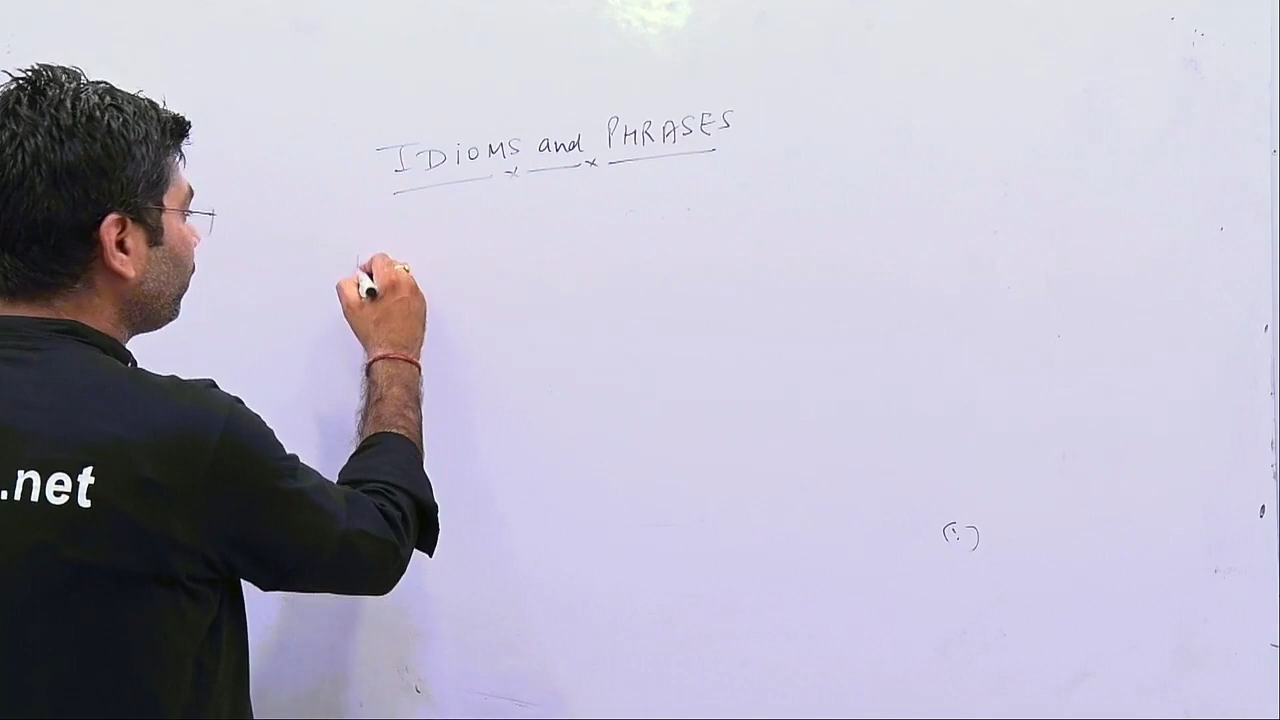 IDiOMS and PHRASES
.net
(i)